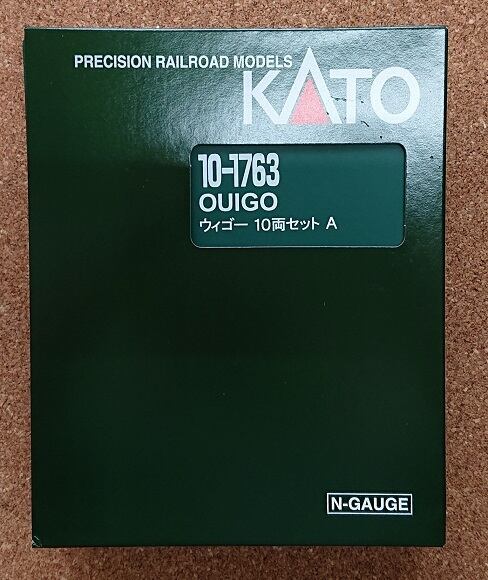 PRECISION RAILROAD MODELS
KATO
10-1763
OUIGO
ウィゴー 10両セット A
N-GAUGE